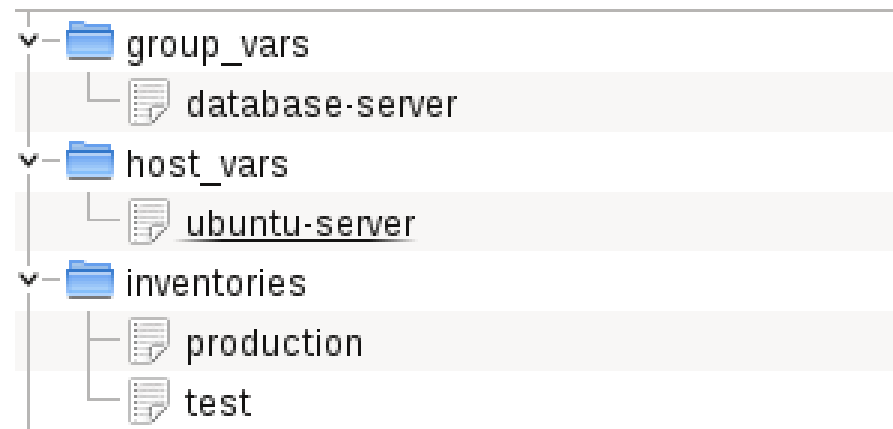 group_vars
database-server
host_vars
ubuntu-server
inventories
production
test